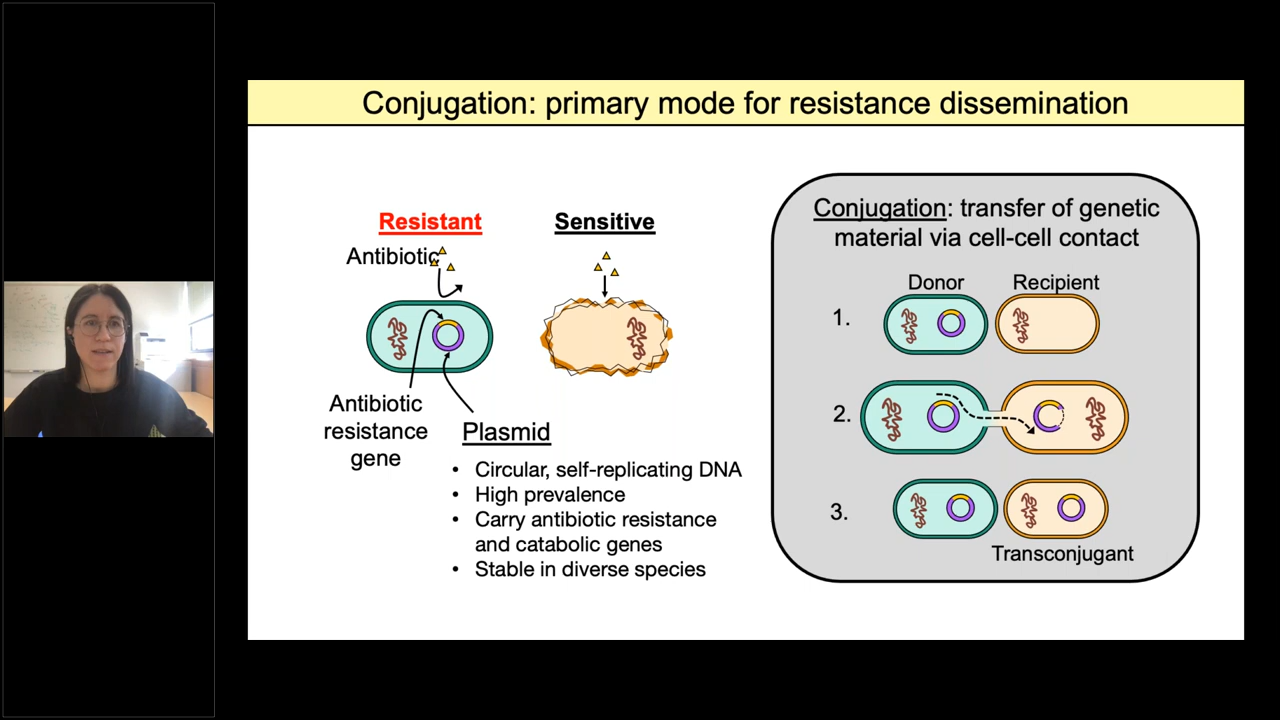 Conjugation: primary mode for resistance dissemination
Resistant
Sensitive
Antibiotic
Antibiotic
resistance
gene
Plasmid
• Circular, self-replicating DNA
• High prevalence
• Carry antibiotic resistance
and catabolic genes
• Stable in diverse species
Conjugation: transfer of genetic
material via cell-cell contact
Donor
Recipient
1.
2.
3.
Transconjugant